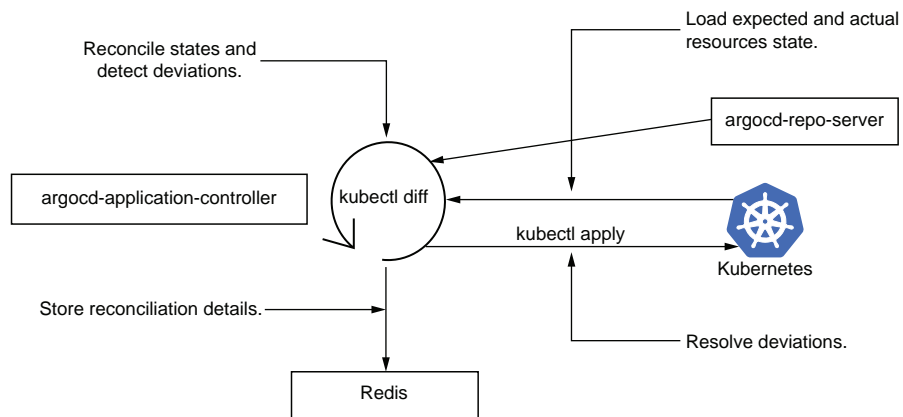 Load expected and actual
resources state.
Reconcile states and
detect deviations.
argocd-repo-server
argocd-application-controller
kubectl diff
kubectl apply
Kubernetes
Store reconciliation details.
Resolve deviations.
Redis